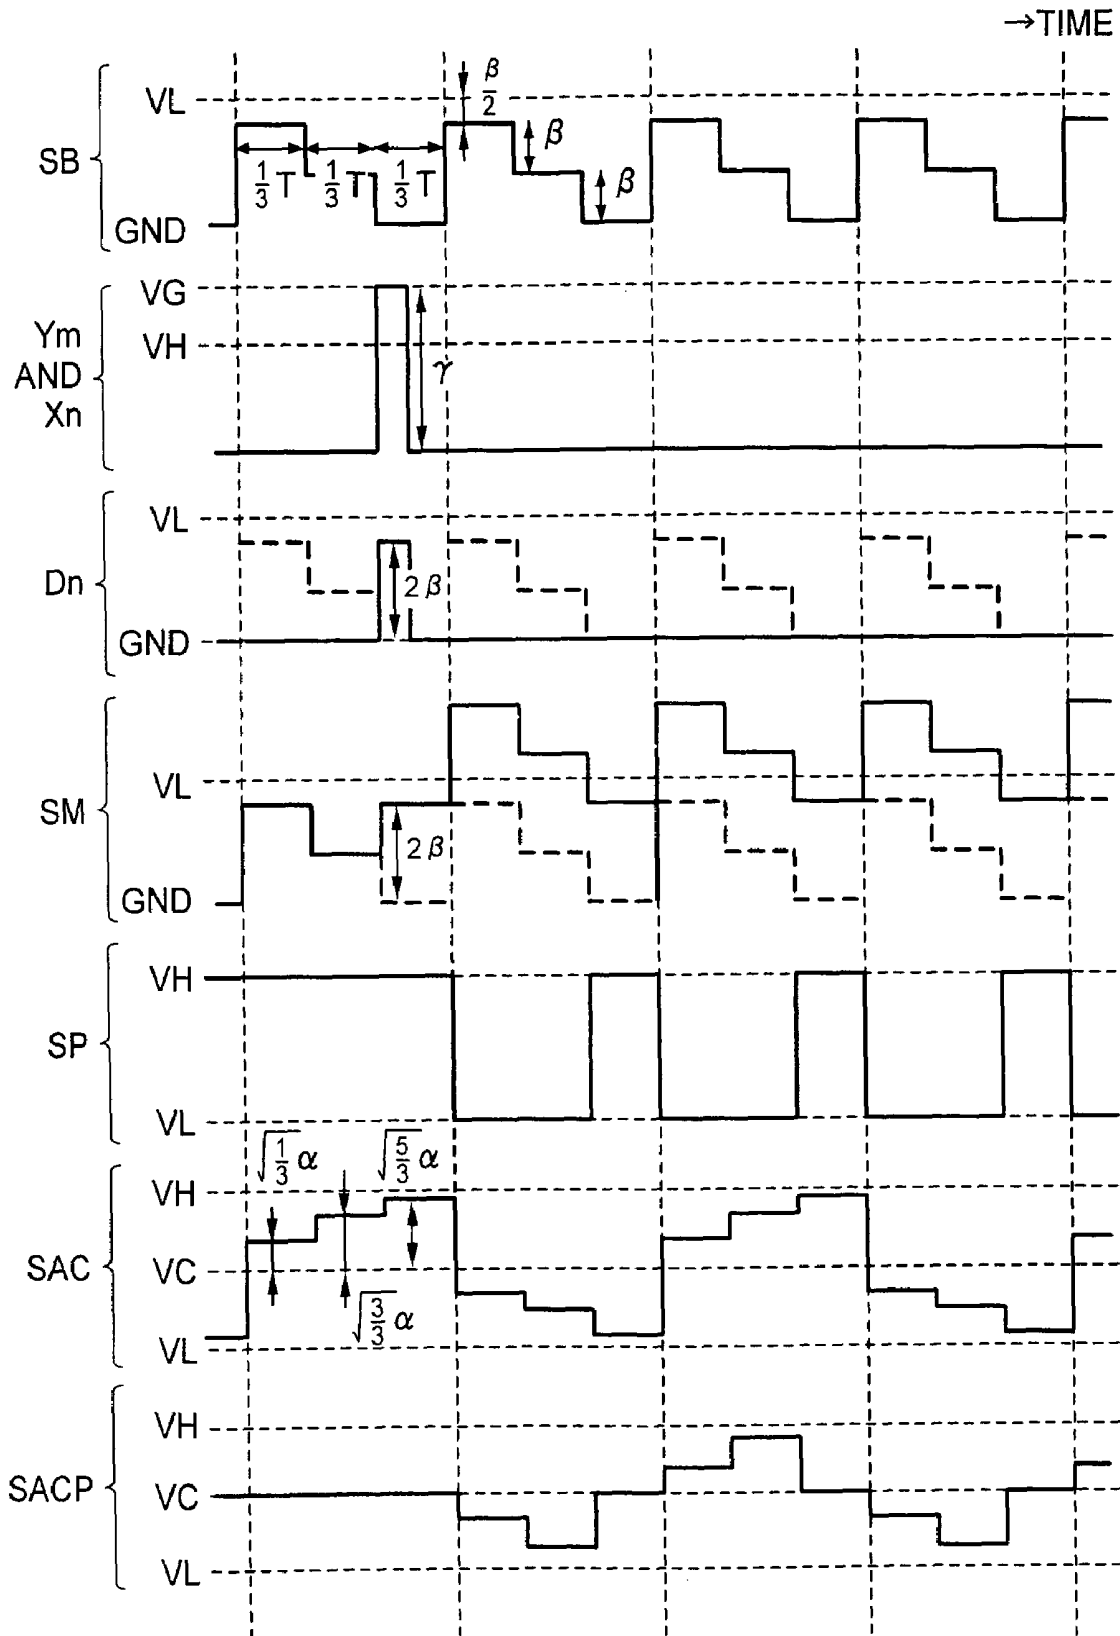 →TIME
SB
VL
β/2
β
β
1/3 T
1/3 T
1/3 T
GND
Ym
AND
Xn
VG
VH
γ
Dn
VL
2β
GND
SM
VL
2β
GND
SP
VH
VL
√1/3 α
√5/3 α
SAC
VH
VC
√3/3 α
VL
SACP
VH
VC
VL